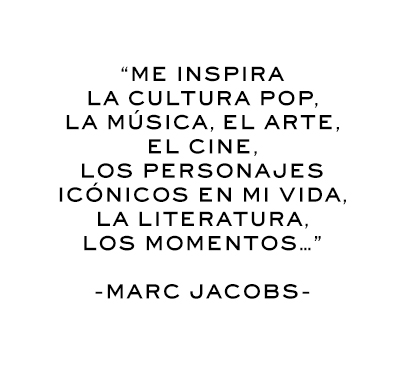 “ME INSPIRA
LA CULTURA POP,
LA MÚSICA, EL ARTE,
EL CINE,
LOS PERSONAJES
ICÓNICOS EN MI VIDA,
LA LITERATURA,
LOS MOMENTOS...”
-MARC JACOBS-